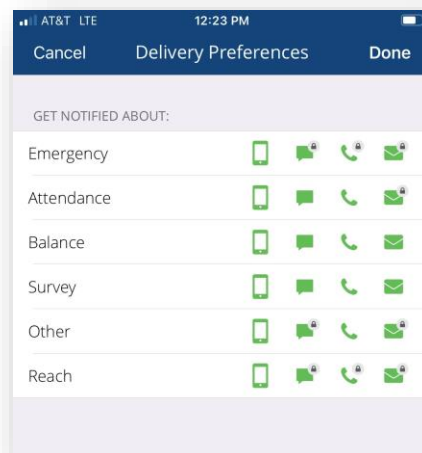 AT&T LTE 12:23 PM
Cancel Delivery Preferences Done
GET NOTIFIED ABOUT:
Emergency
Attendance
Balance
Survey
Other
Reach